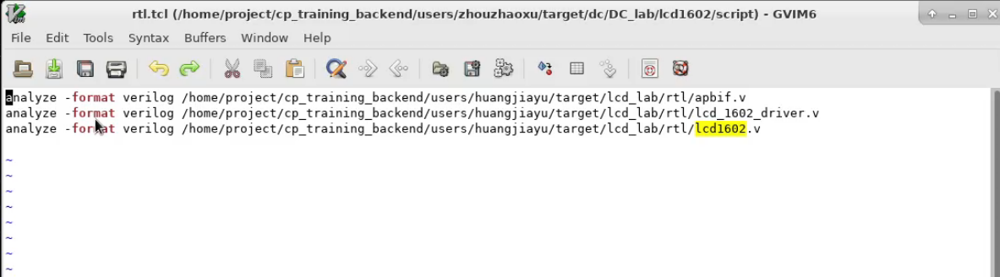 rtl.tcl (/home/project/cp_training_backend/users/zhouzhaoxu/target/dc/DC_lab/lcd1602/script) - GVIM6
File Edit Tools Syntax Buffers Window Help
analyze -format verilog /home/project/cp_training_backend/users/huangjiayu/target/lcd_lab/rtl/apbif.v
analyze -format verilog /home/project/cp_training_backend/users/huangjiayu/target/lcd_lab/rtl/lcd_1602_driver.v
analyze -format verilog /home/project/cp_training_backend/users/huangjiayu/target/lcd_lab/rtl/lcd1602.v
~
~
~
~
~
~
~
~